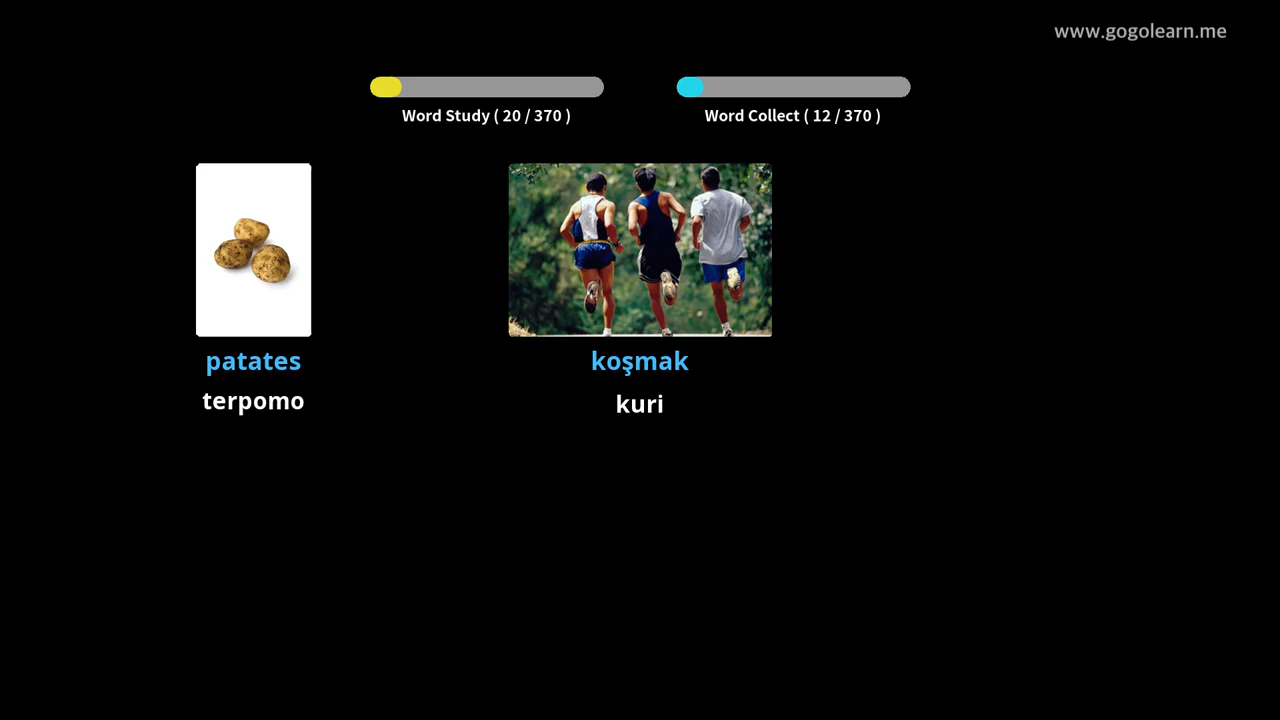 www.gogolearn.me
Word Study ( 20 / 370 )
Word Collect ( 12 / 370 )
patates
terpomo
koşmak
kuri